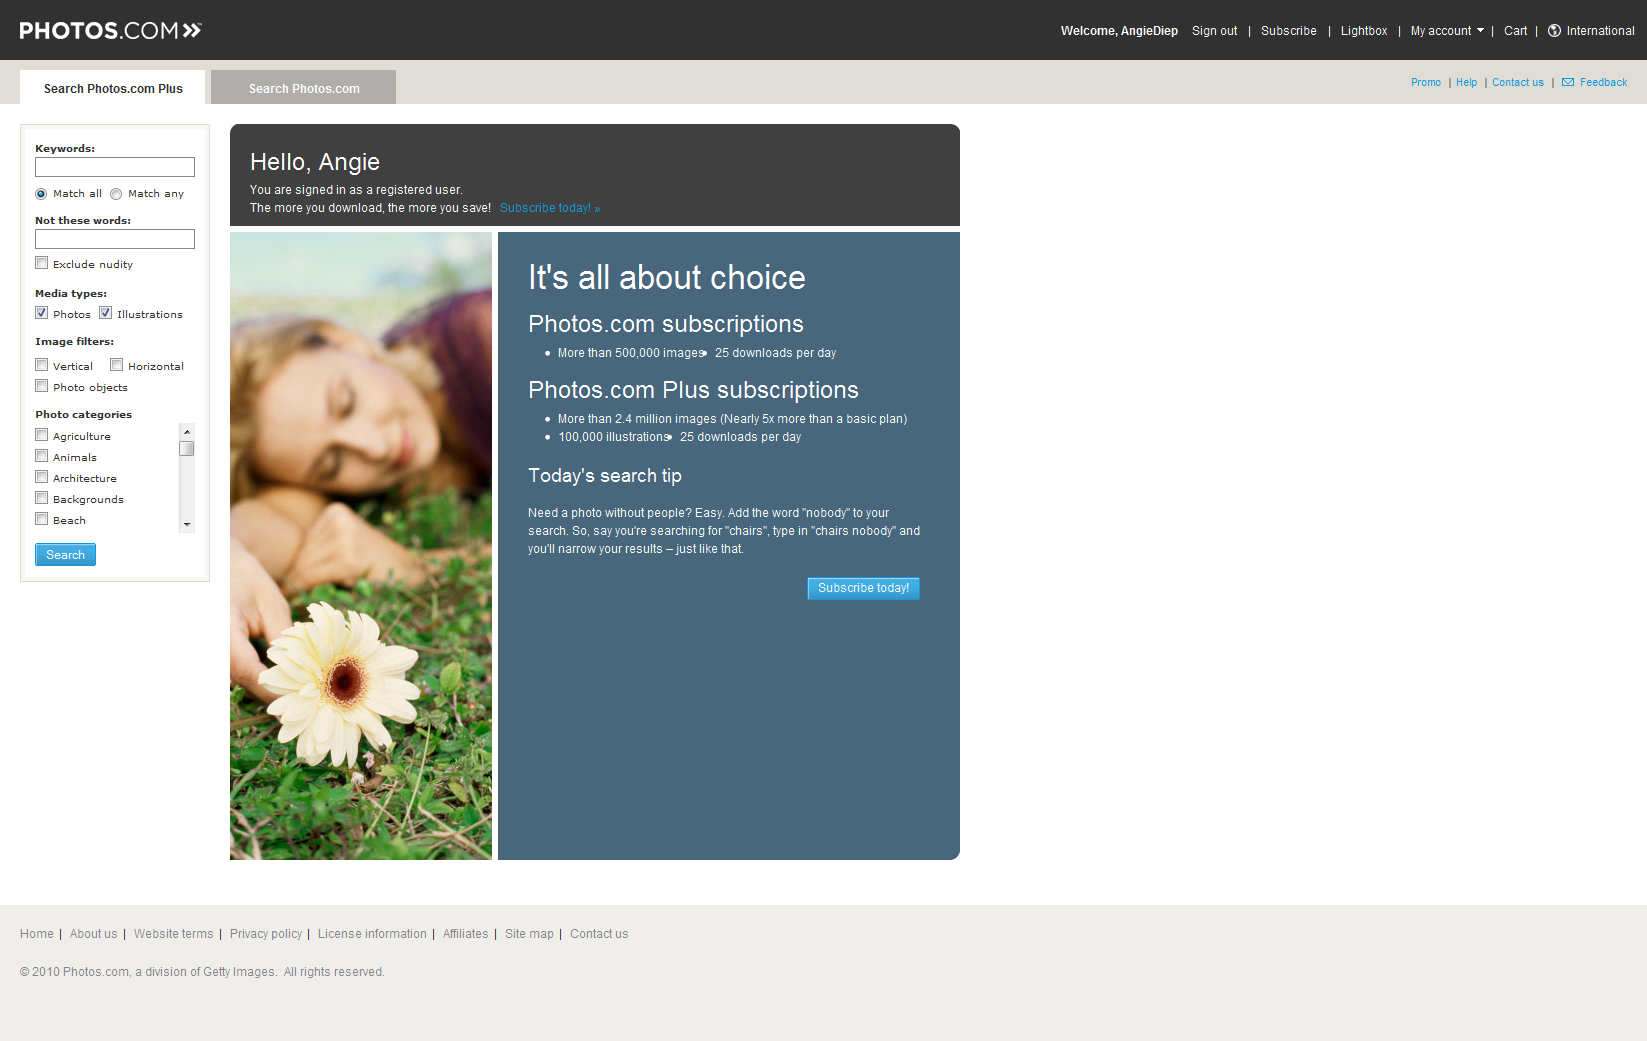 PHOTOS.COM
Welcome, AngieDiep Sign out | Subscribe | Lightbox | My account | Cart | International
Search Photos.com Plus Search Photos.com
Promo | Help | Contact us | Feedback
Keywords:
Match all Match any
Not these words:
Exclude nudity
Media types:
Photos Illustrations
Image filters:
Vertical Horizontal
Photo objects
Photo categories
Agriculture
Animals
Architecture
Backgrounds
Beach
Search
Hello, Angie
You are signed in as a registered user.
The more you download, the more you save! Subscribe today! »
It's all about choice
Photos.com subscriptions
• More than 500,000 images• 25 downloads per day
Photos.com Plus subscriptions
• More than 2.4 million images (Nearly 5x more than a basic plan)
• 100,000 illustrations• 25 downloads per day
Today's search tip
Need a photo without people? Easy. Add the word "nobody" to your
search. So, say you're searching for "chairs", type in "chairs nobody" and
you'll narrow your results – just like that.
Subscribe today!
Home | About us | Website terms | Privacy policy | License information | Affiliates | Site map | Contact us
© 2010 Photos.com, a division of Getty Images. All rights reserved.